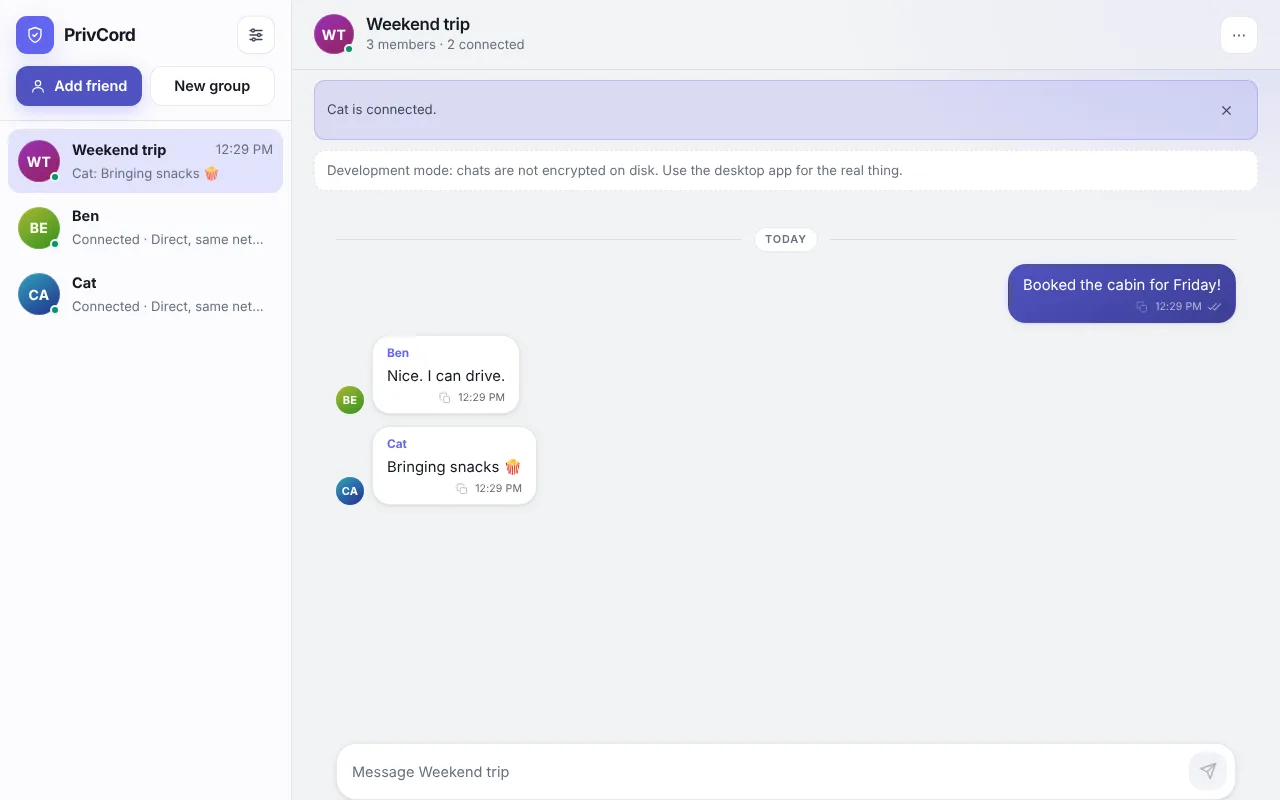 PrivCord
Add friend
New group
WT
Weekend trip
12:29 PM
Cat: Bringing snacks 🍿
BE
Ben
Connected · Direct, same net...
CA
Cat
Connected · Direct, same net...
WT
Weekend trip
3 members · 2 connected
Cat is connected.
Development mode: chats are not encrypted on disk. Use the desktop app for the real thing.
TODAY
Booked the cabin for Friday!
12:29 PM
Ben
Nice. I can drive.
12:29 PM
BE
Cat
Bringing snacks 🍿
12:29 PM
CA
Message Weekend trip